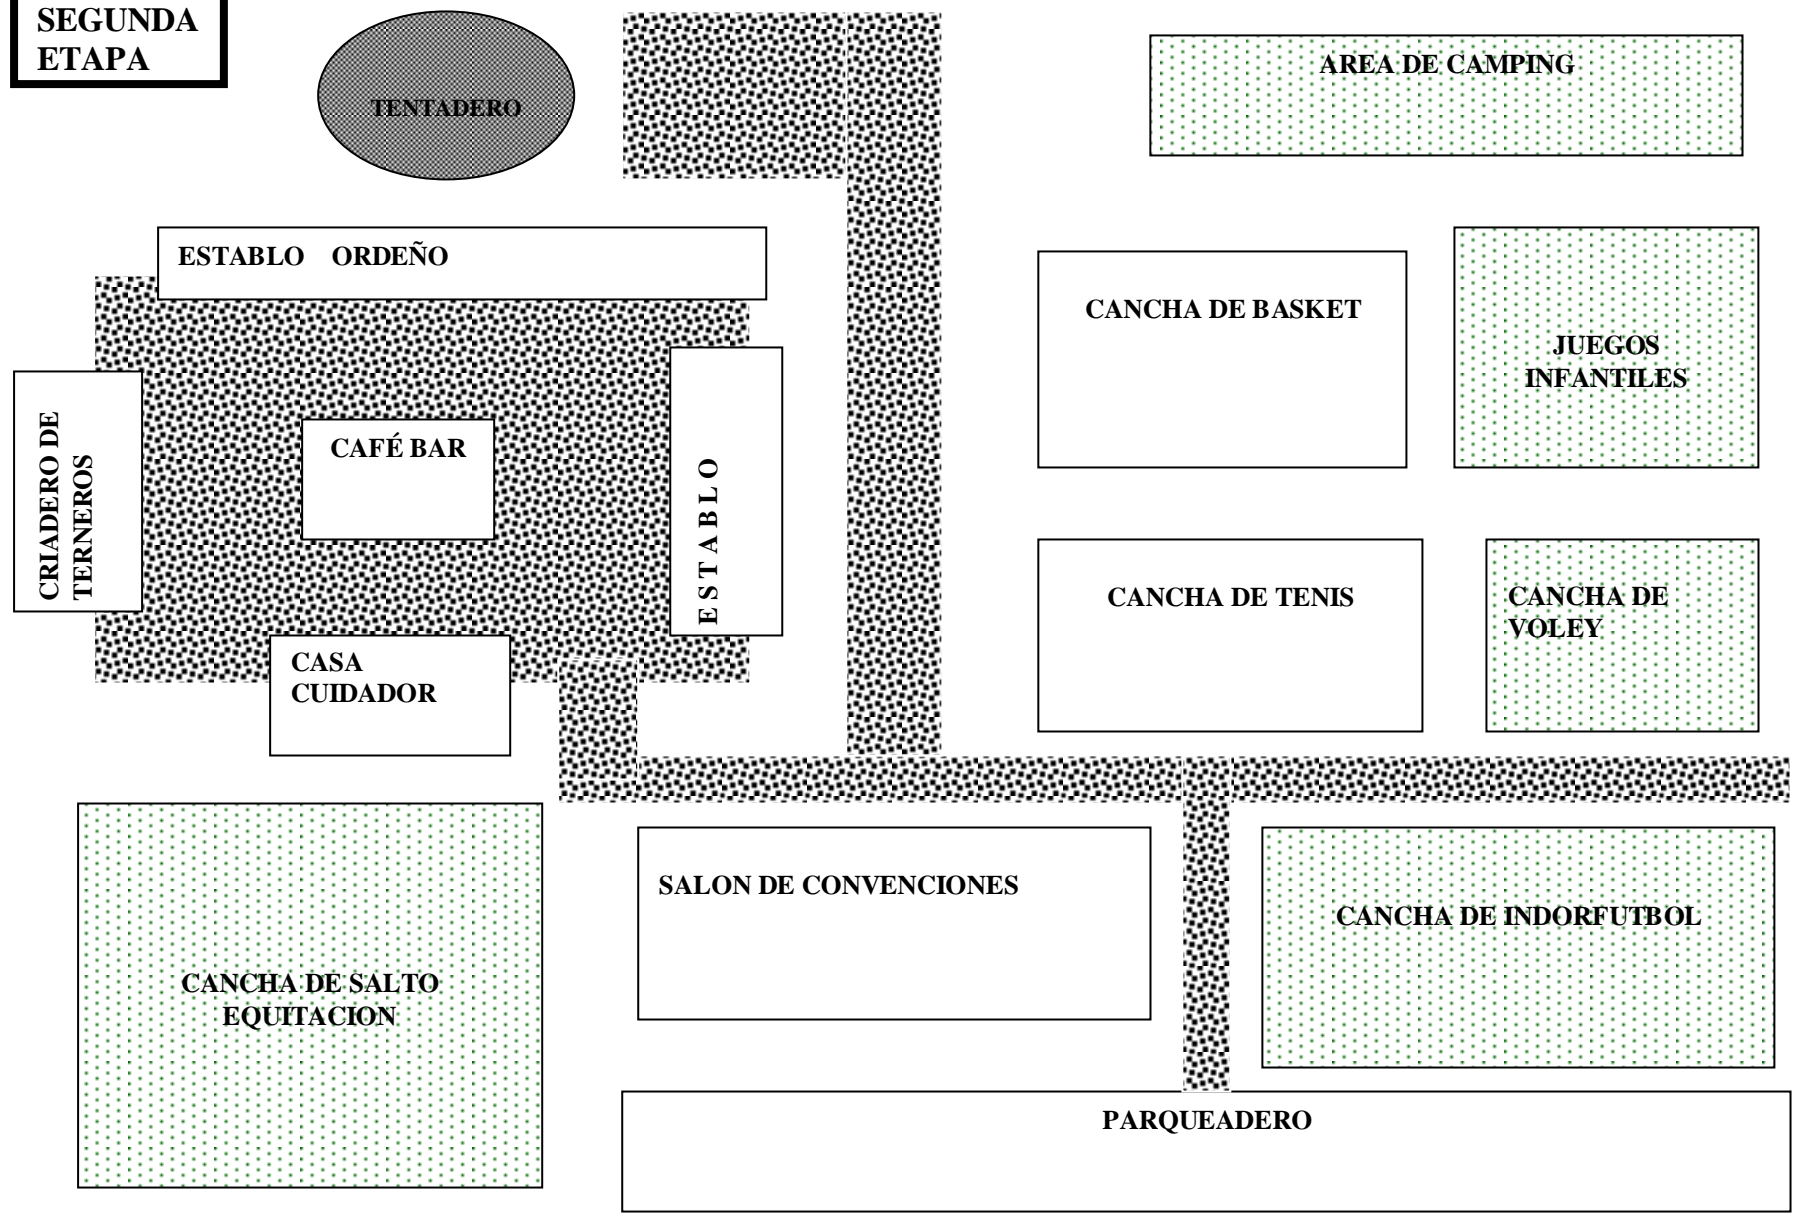 SEGUNDA
ETAPA
TENTADERO
AREA DE CAMPING
ESTABLO ORDEÑO
CANCHA DE BASKET
JUEGOS
INFANTILES
CRIADERO DE
TERNEROS
CAFÉ BAR
ESTABLO
CANCHA DE TENIS
CANCHA DE
VOLEY
CASA
CUIDADOR
SALON DE CONVENCIONES
CANCHA DE INDORFUTBOL
CANCHA DE SALTO
EQUITACION
PARQUEADERO